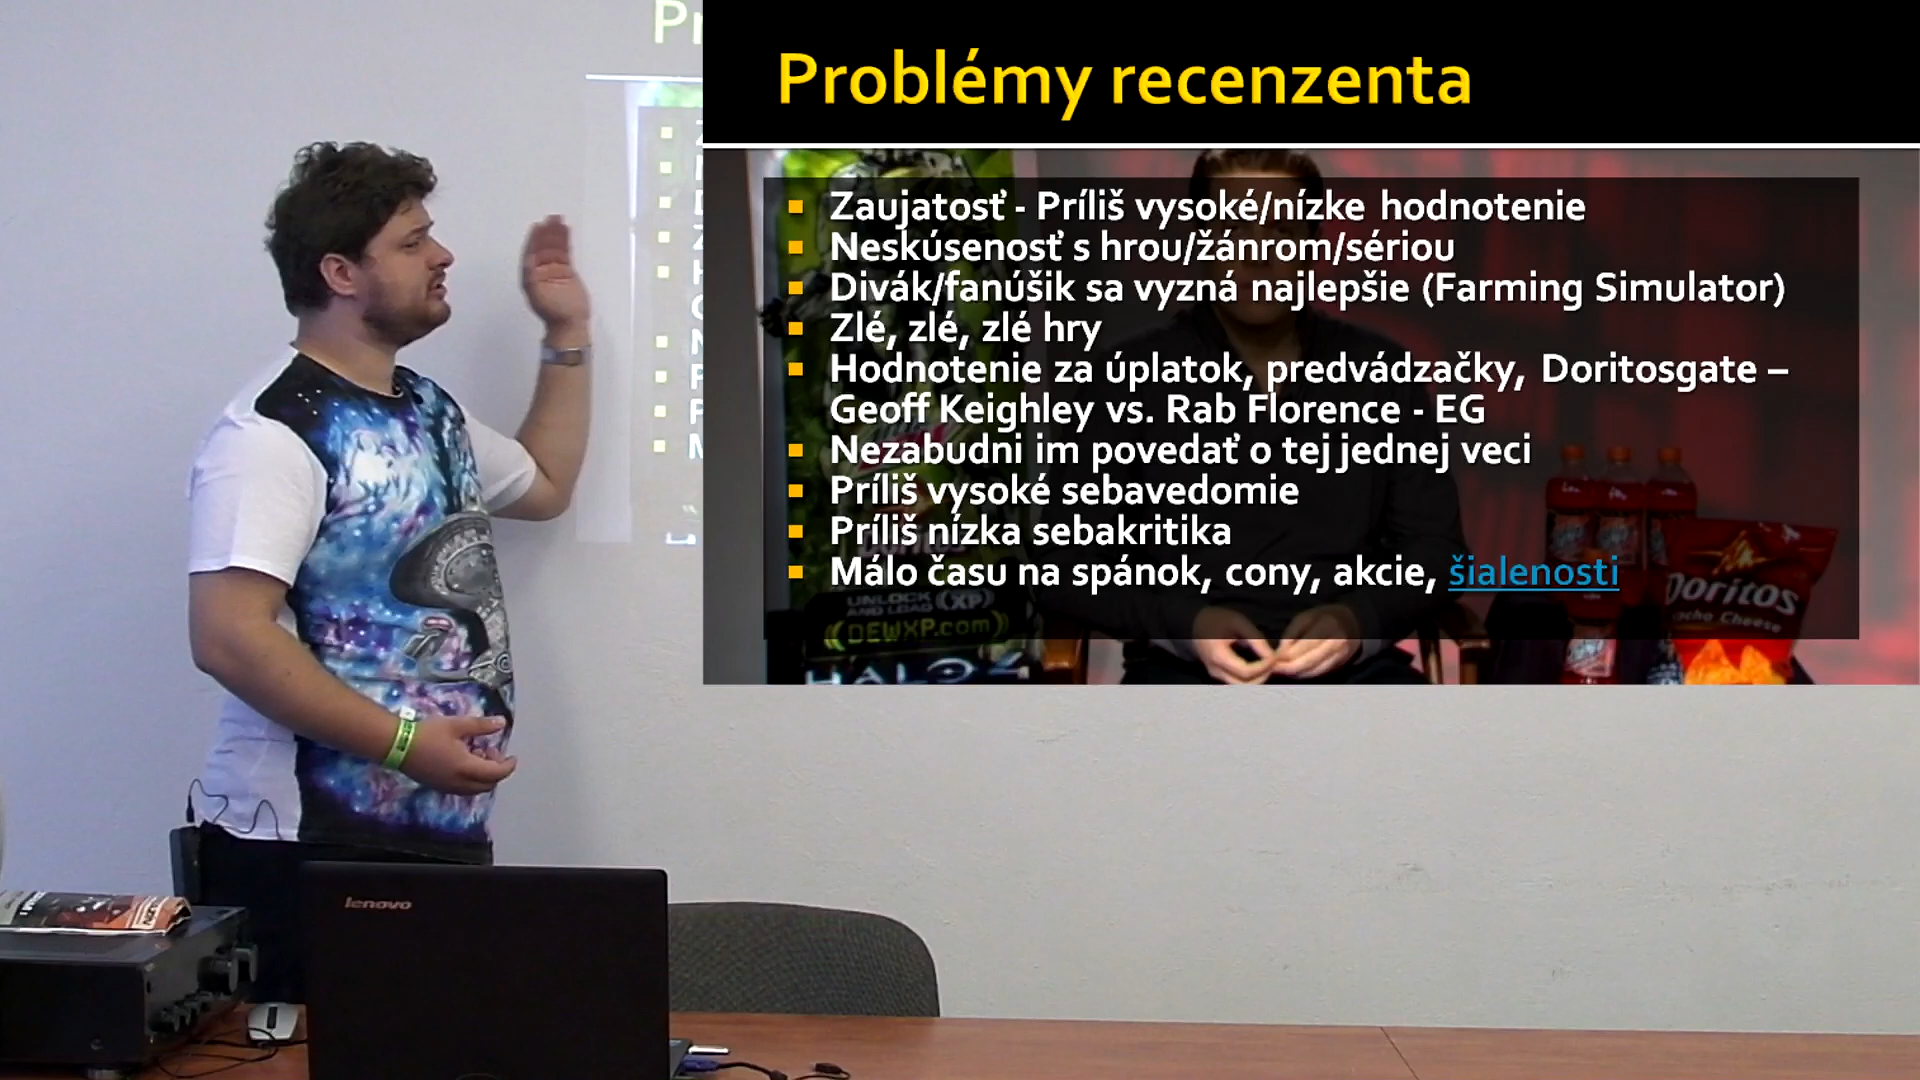 Pr
Problémy recenzenta
Zaujatosť - Príliš vysoké/nízke hodnotenie
Neskúsenosť s hrou/žánrom/sériou
Divák/fanúšik sa vyzná najlepšie (Farming Simulator)
Zlé, zlé, zlé hry
Hodnotenie za úplatok, predvádzačky, Doritosgate –
Geoff Keighley vs. Rab Florence - EG
Nezabudni im povedať o tej jednej veci
Príliš vysoké sebavedomie
Príliš nízka sebakritika
Málo času na spánok, cony, akcie, šialenosti
UNLOCK
AND LOAD (XP)
(DEWXP.com)
HALO 4
Doritos
Nacho Cheese
lenovo